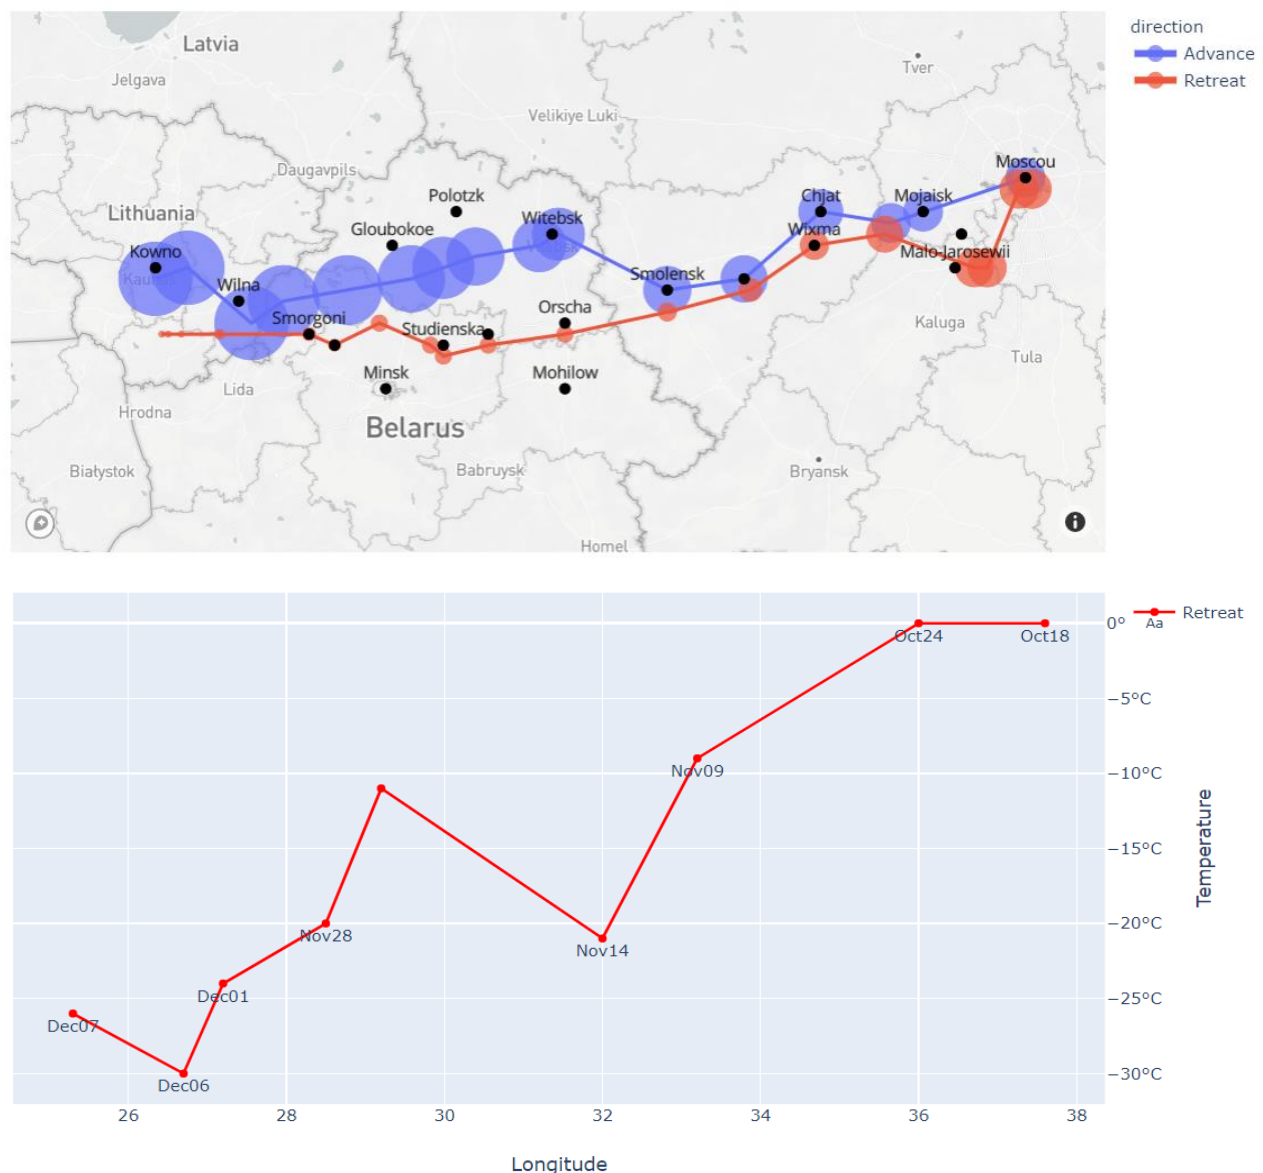 direction
Advance
Retreat
Latvia
Jelgava
Tver
Velikiye Luki
Moscou
Daugavpils
Polotzk
Chjat
Mojaisk
Lithuania
Gloubokoe
Witebsk
Wixma
Kowno
Malo-Jarosewii
Wilna
Smolensk
Smorgoni
Studienska
Orscha
Kaluga
Tula
Minsk
Mohilow
Lida
Hrodna
Belarus
Białystok
Babruysk
Bryansk
Homel
Retreat
0°
Aa
Oct24
Oct18
−5°C
Nov09
−10°C
−15°C
Temperature
Nov28
−20°C
Nov14
Dec01
−25°C
Dec07
Dec06
−30°C
26
28
30
32
34
36
38
Longitude